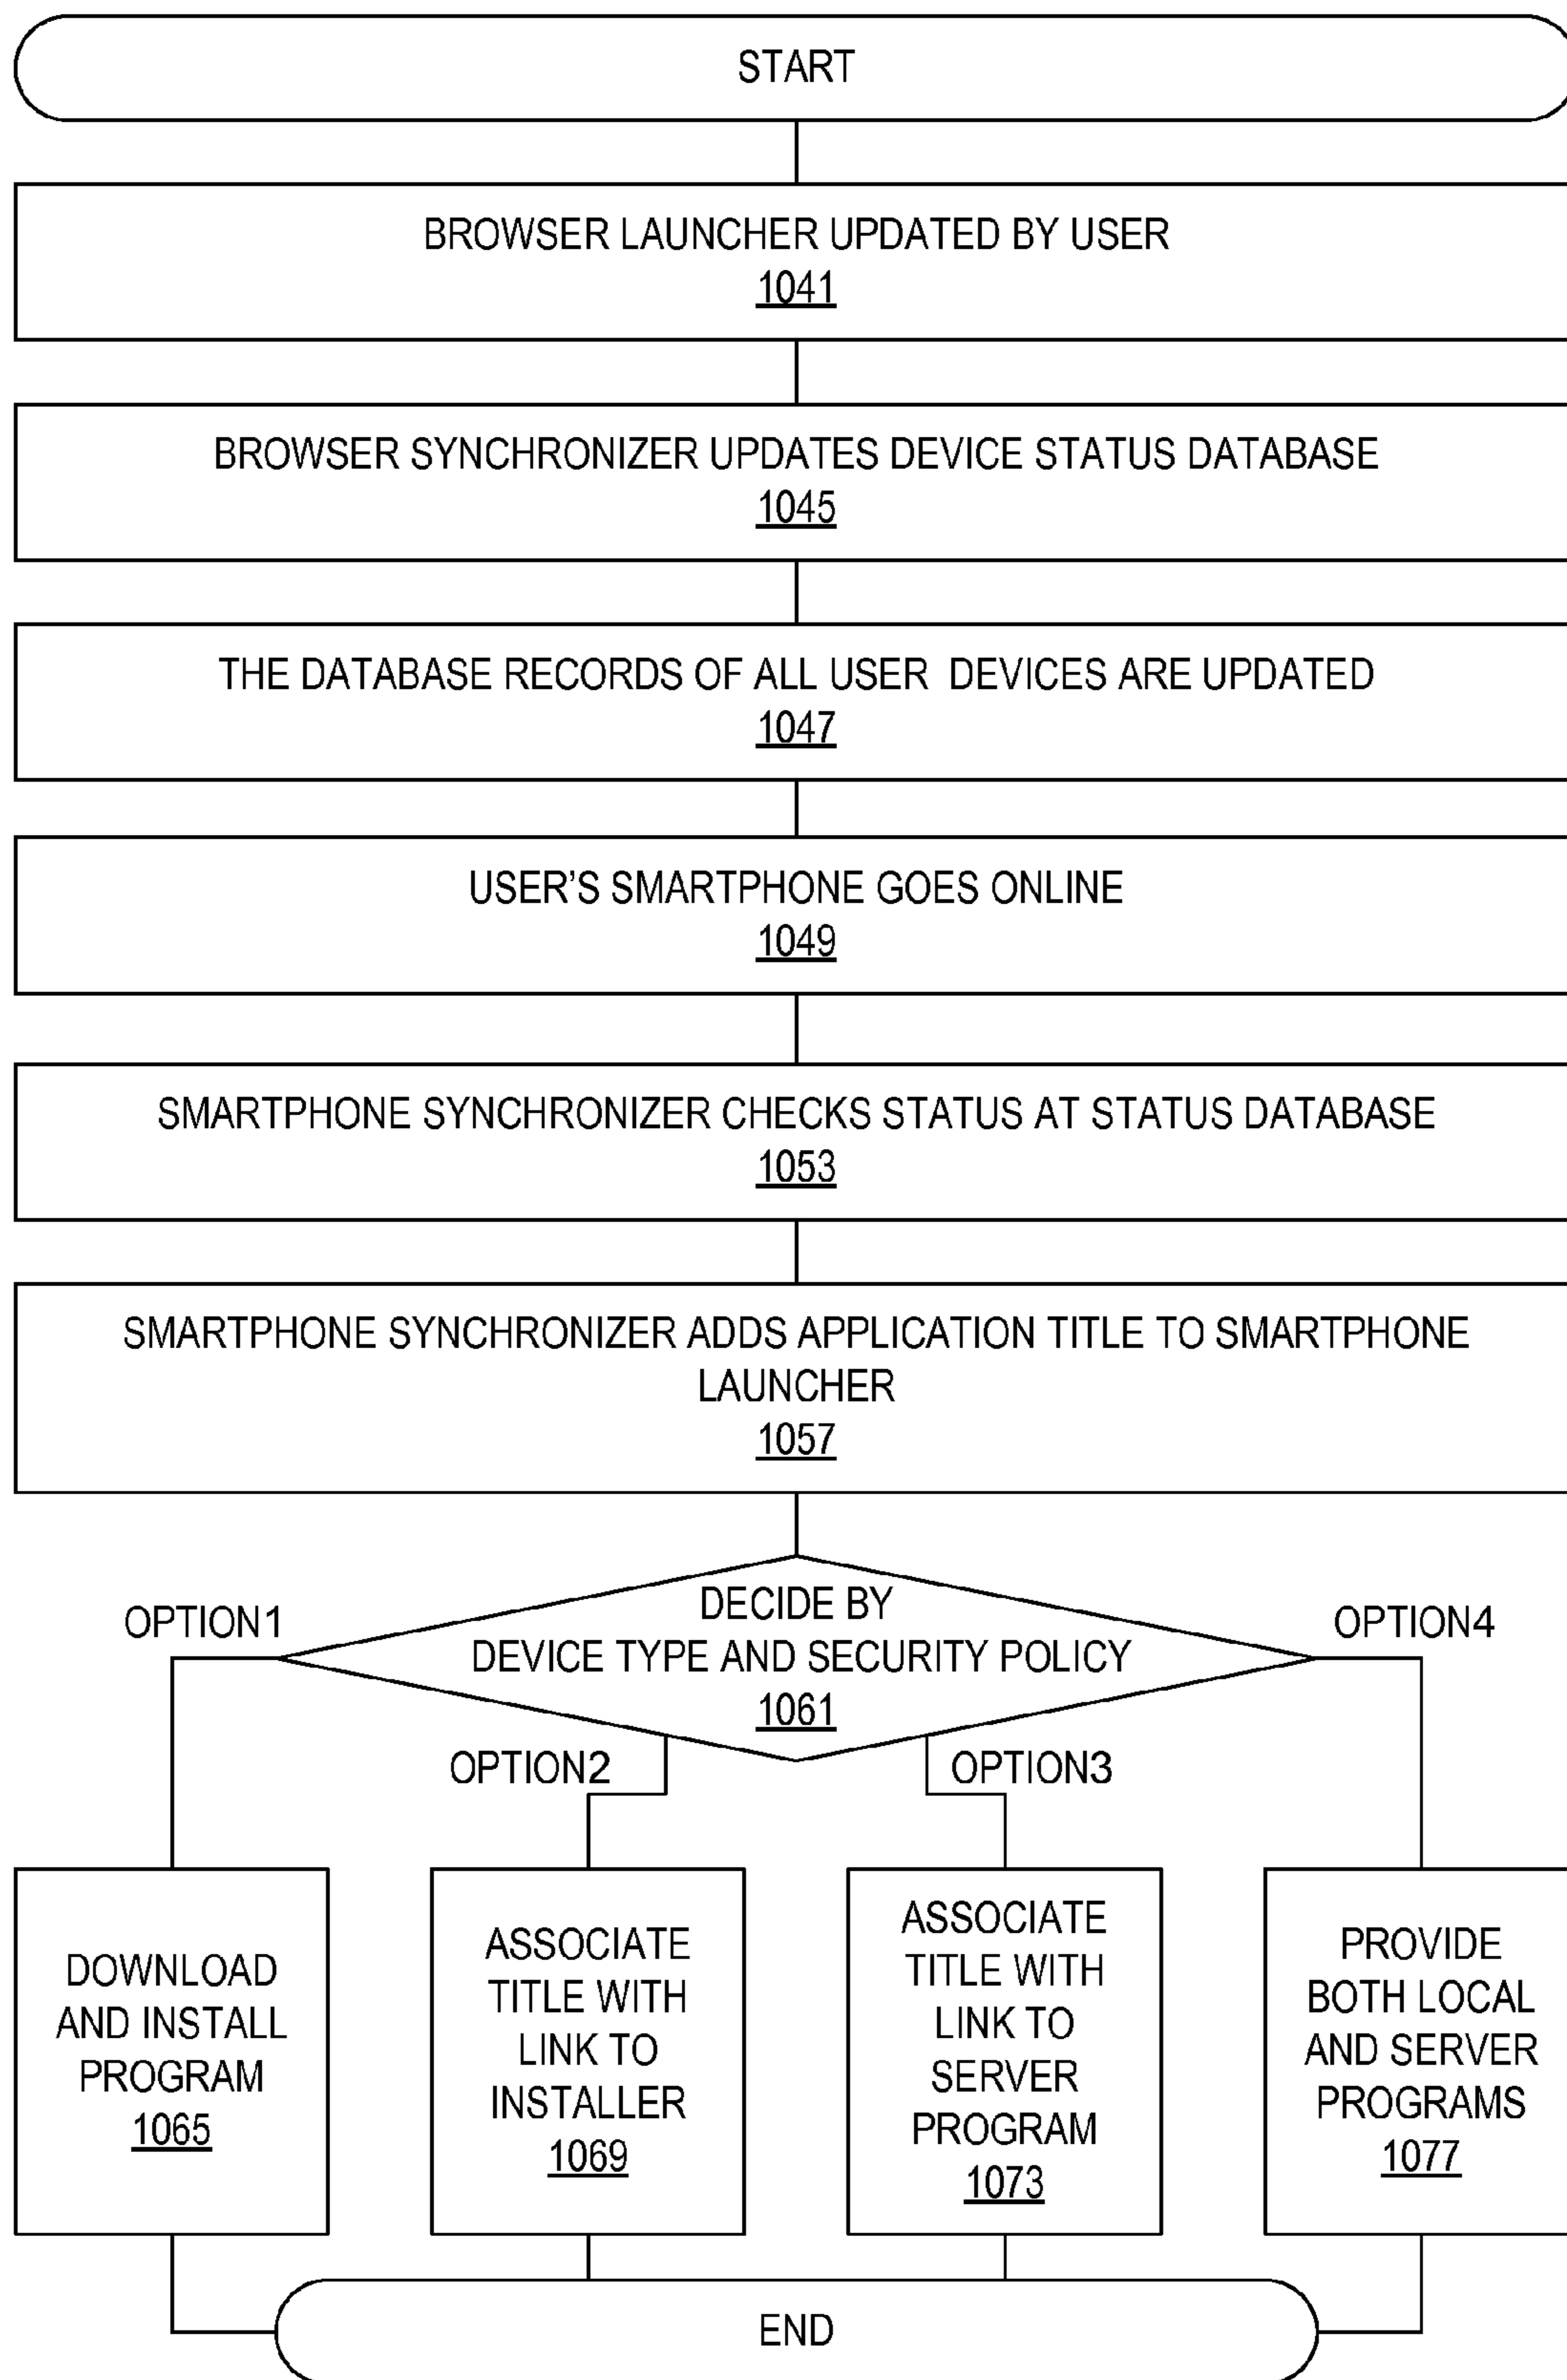 START
BROWSER LAUNCHER UPDATED BY USER
1041
BROWSER SYNCHRONIZER UPDATES DEVICE STATUS DATABASE
1045
THE DATABASE RECORDS OF ALL USER DEVICES ARE UPDATED
1047
USER'S SMARTPHONE GOES ONLINE
1049
SMARTPHONE SYNCHRONIZER CHECKS STATUS AT STATUS DATABASE
1053
SMARTPHONE SYNCHRONIZER ADDS APPLICATION TITLE TO SMARTPHONE
LAUNCHER
1057
DECIDE BY
DEVICE TYPE AND SECURITY POLICY
1061
OPTION1
OPTION2
OPTION3
OPTION4
DOWNLOAD
AND INSTALL
PROGRAM
1065
ASSOCIATE
TITLE WITH
LINK TO
INSTALLER
1069
ASSOCIATE
TITLE WITH
LINK TO
SERVER
PROGRAM
1073
PROVIDE
BOTH LOCAL
AND SERVER
PROGRAMS
1077
END